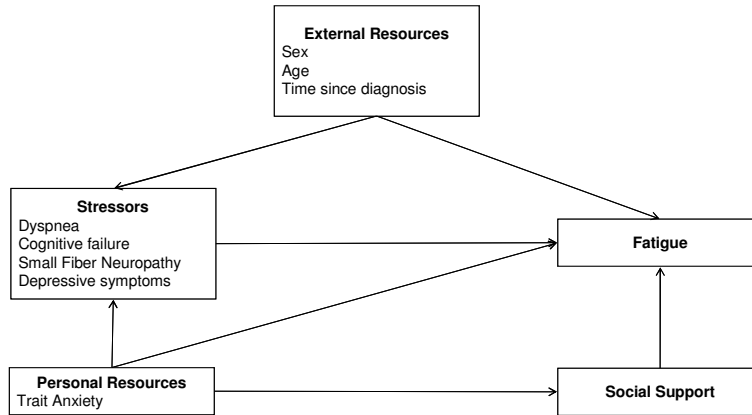 External Resources
Sex
Age
Time since diagnosis
Stressors
Dyspnea
Cognitive failure
Small Fiber Neuropathy
Depressive symptoms
Fatigue
Personal Resources
Trait Anxiety
Social Support